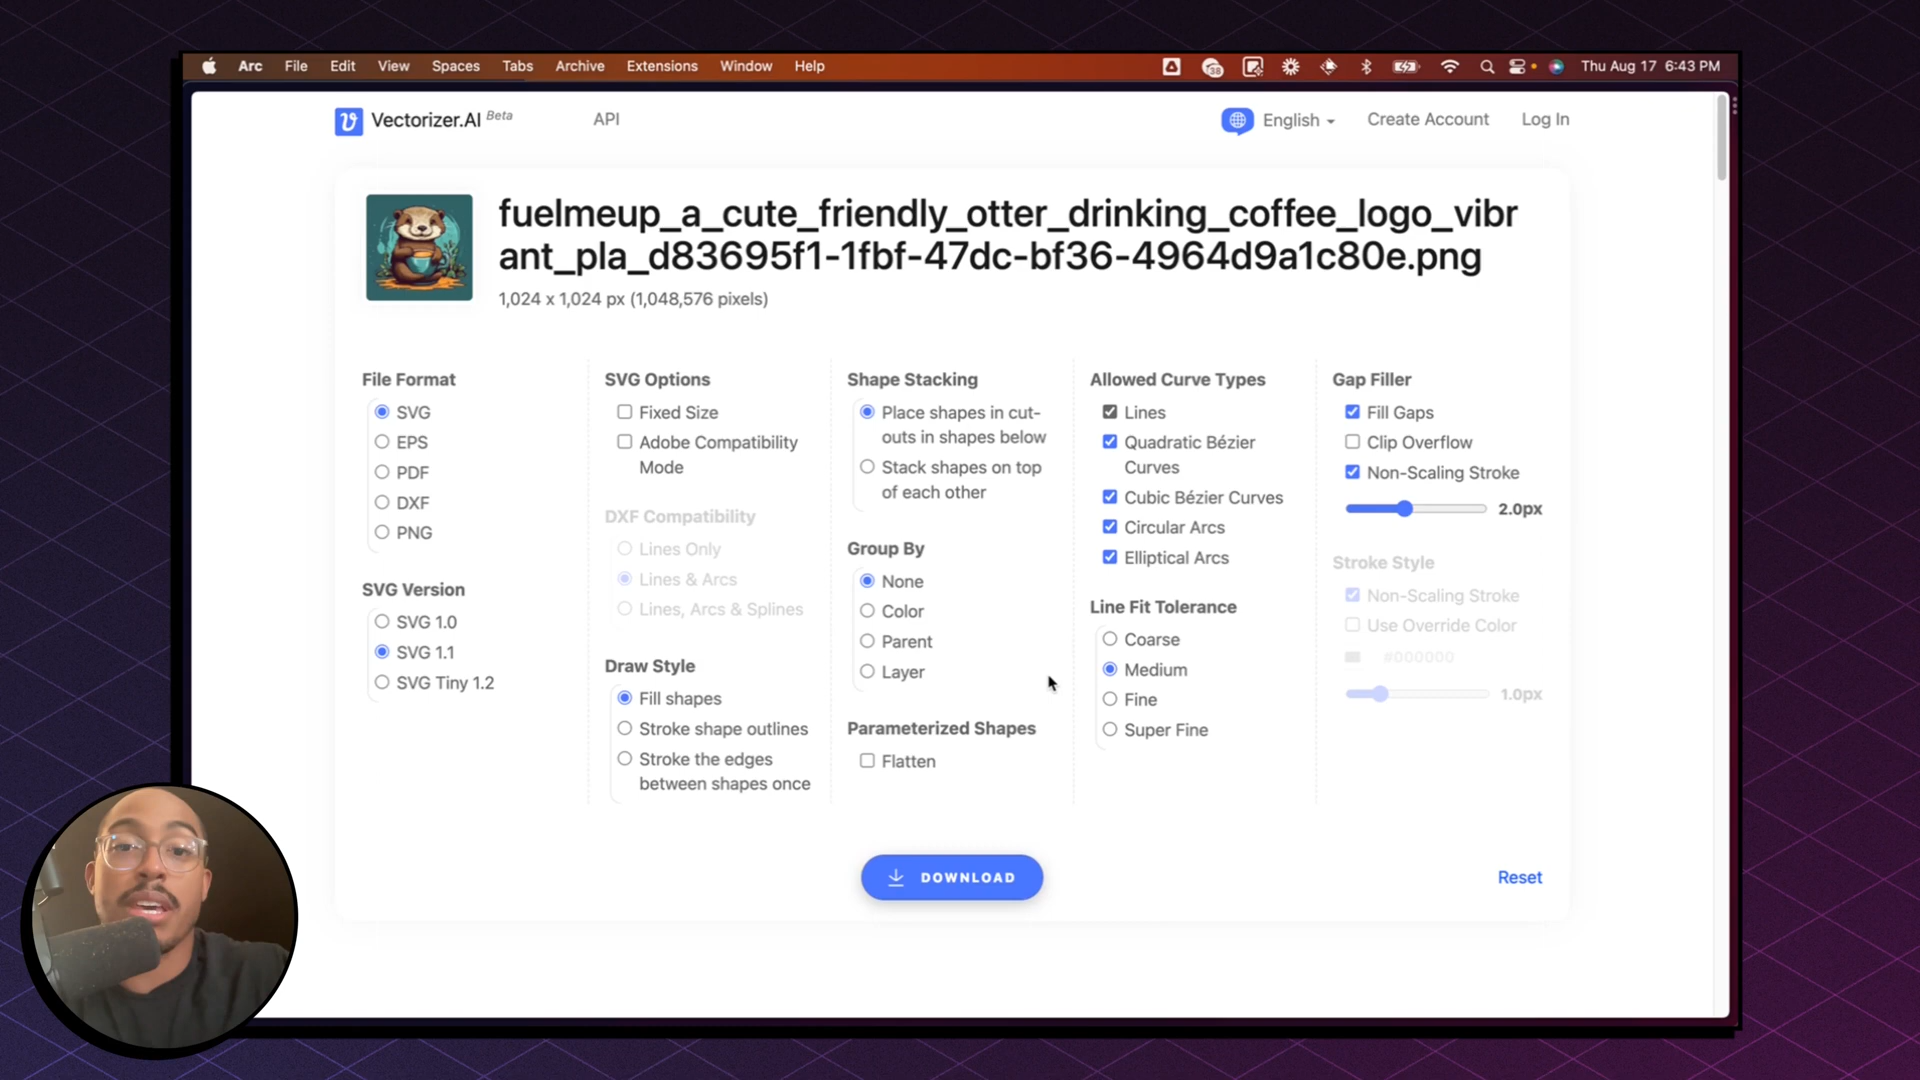 Arc File Edit View Spaces Tabs Archive Extensions Window Help
38
Thu Aug 17 6:43 PM
Vectorizer.AI Beta
API
English
Create Account
Log In
fuelmeup_a_cute_friendly_otter_drinking_coffee_logo_vibr
ant_pla_d83695f1-1fbf-47dc-bf36-4964d9a1c80e.png
1,024 x 1,024 px (1,048,576 pixels)
File Format
SVG
EPS
PDF
DXF
PNG
SVG Version
SVG 1.0
SVG 1.1
SVG Tiny 1.2
SVG Options
Fixed Size
Adobe Compatibility
Mode
DXF Compatibility
Lines Only
Lines & Arcs
Lines, Arcs & Splines
Draw Style
Fill shapes
Stroke shape outlines
Stroke the edges
between shapes once
Shape Stacking
Place shapes in cut-
outs in shapes below
Stack shapes on top
of each other
Group By
None
Color
Parent
Layer
Parameterized Shapes
Flatten
Allowed Curve Types
Lines
Quadratic Bézier
Curves
Cubic Bézier Curves
Circular Arcs
Elliptical Arcs
Line Fit Tolerance
Coarse
Medium
Fine
Super Fine
Gap Filler
Fill Gaps
Clip Overflow
Non-Scaling Stroke
2.0px
Stroke Style
Non-Scaling Stroke
Use Override Color
#000000
1.0px
DOWNLOAD
Reset